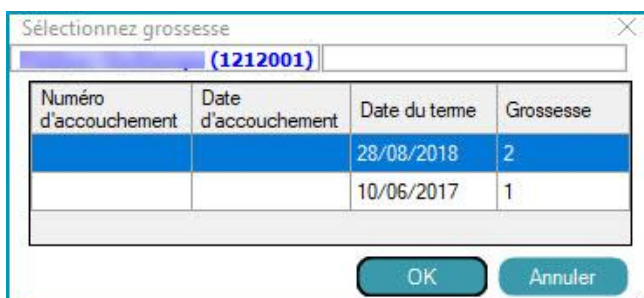 Sélectionnez grossesse
(1212001)
Numéro d'accouchement Date d'accouchement Date du terme Grossesse
28/08/2018 2
10/06/2017 1
OK Annuler